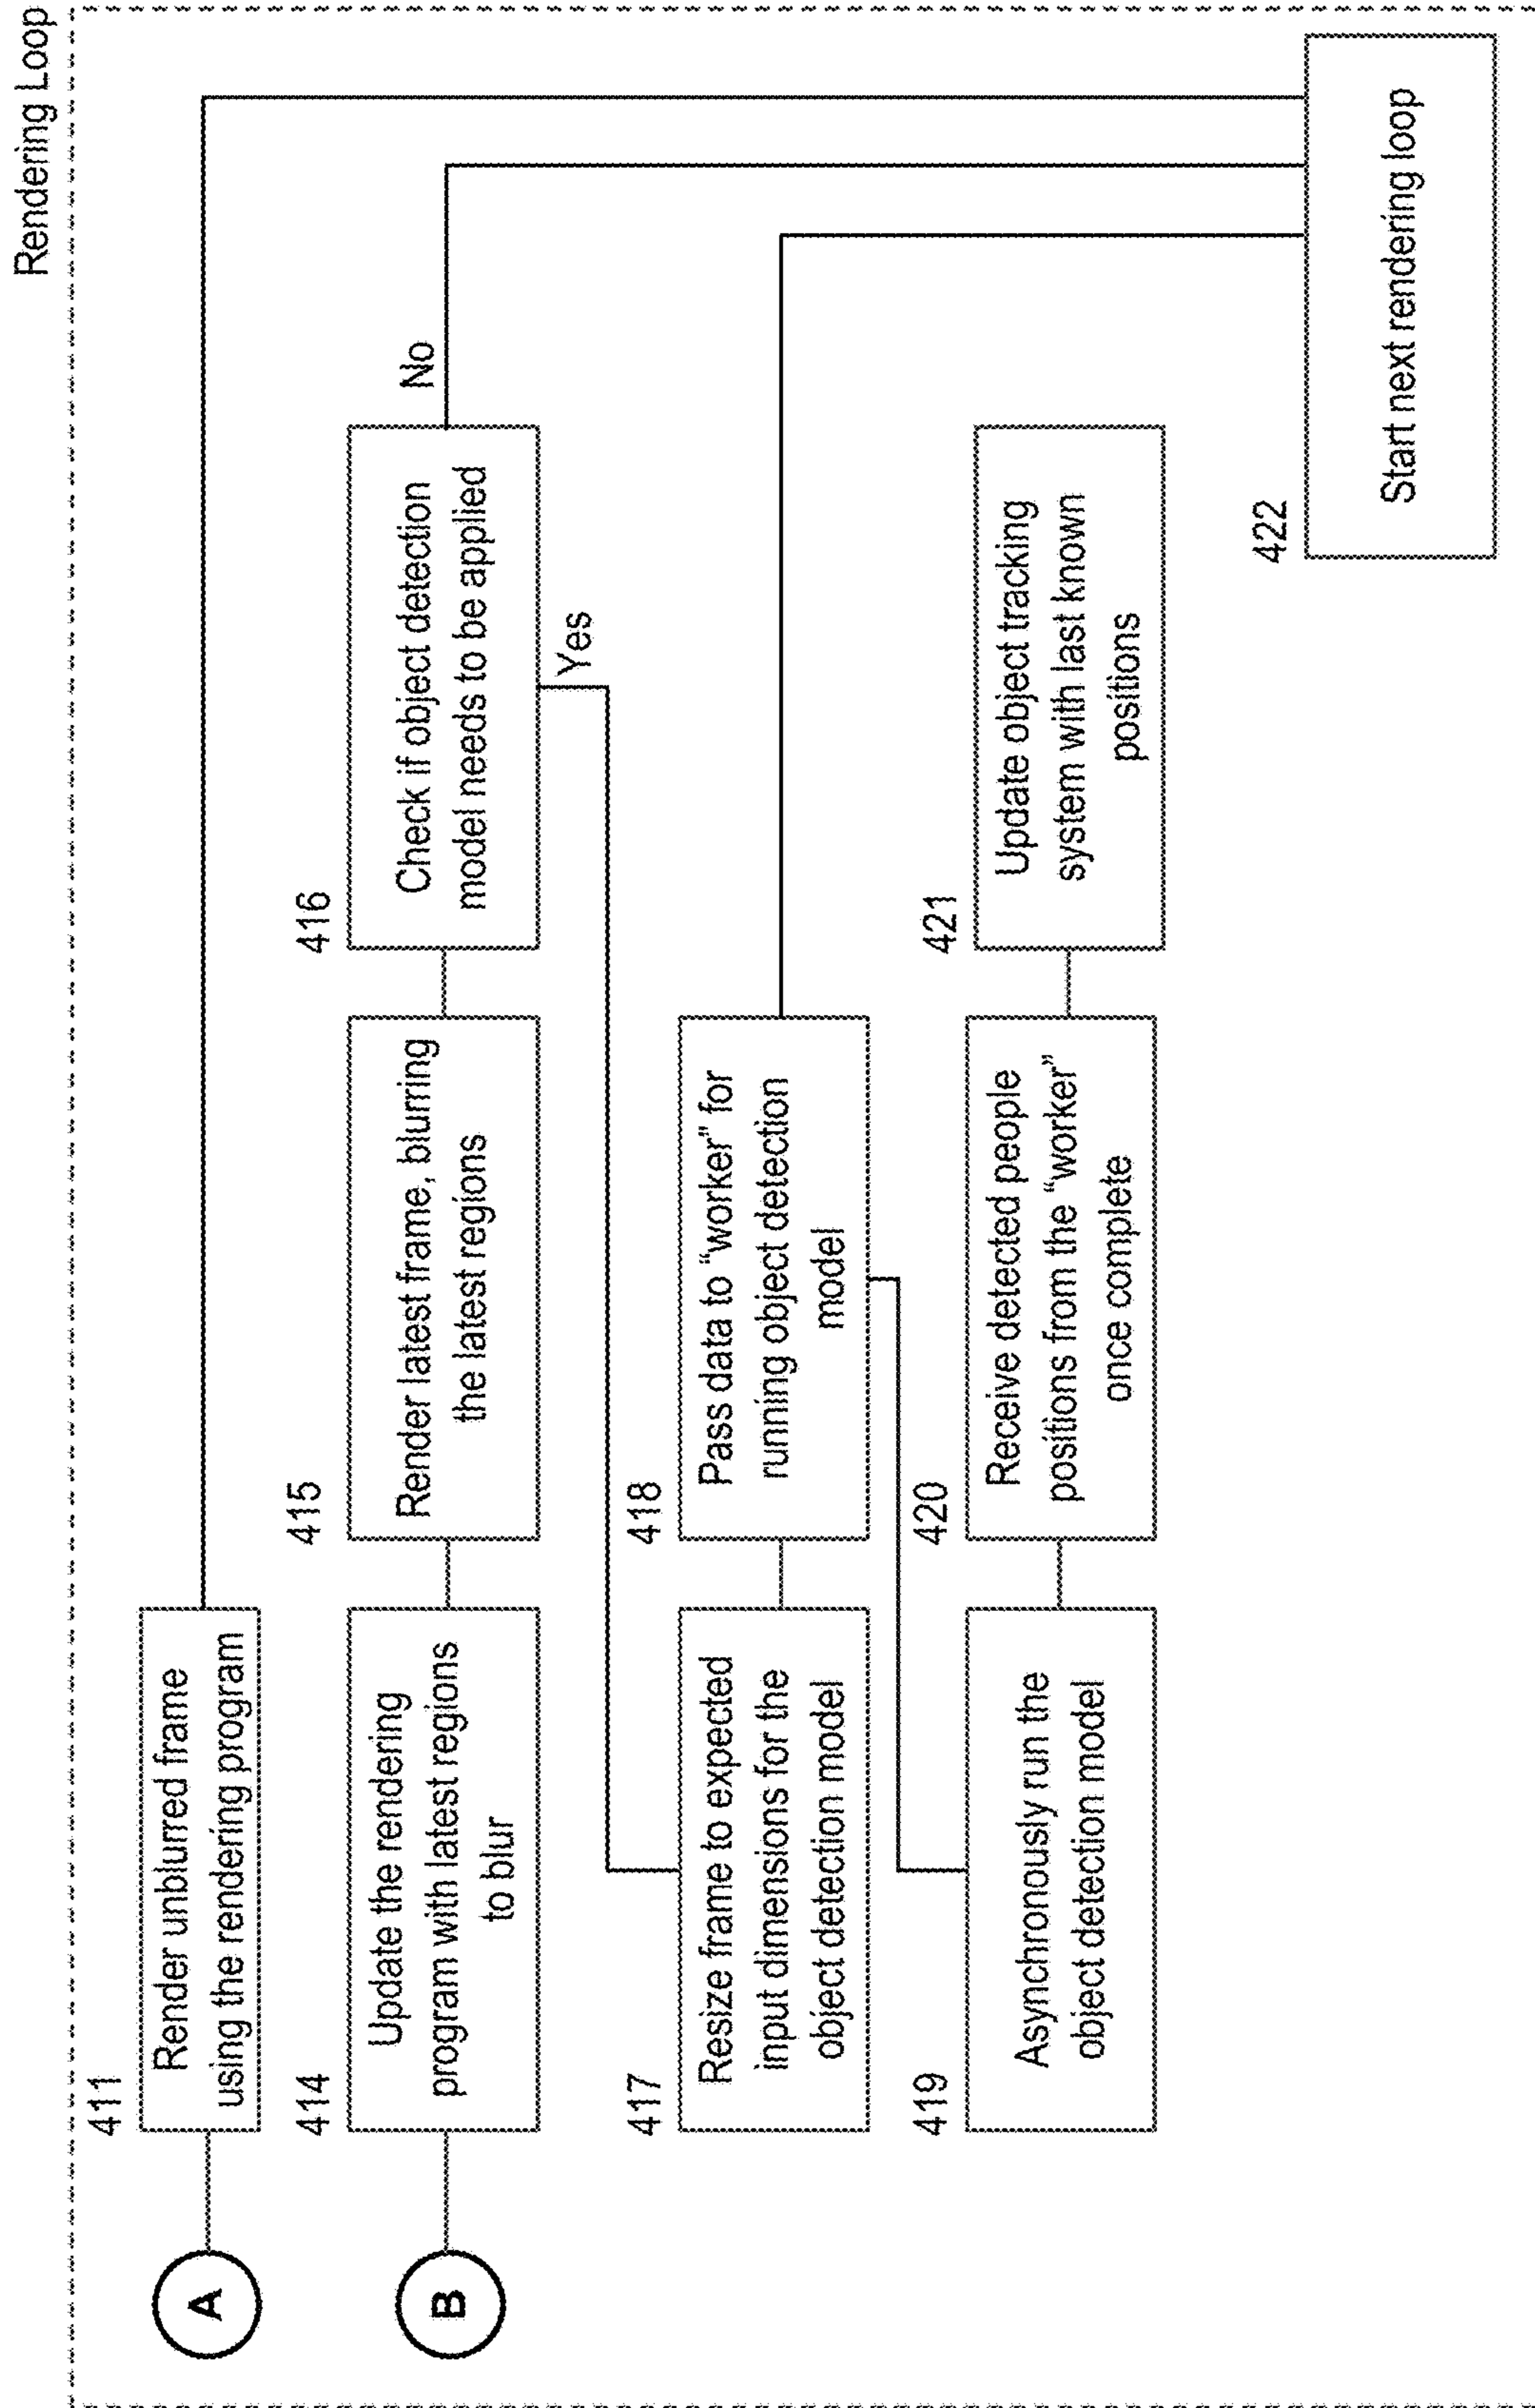 Rendering Loop
A
411
Render unblurred frame
using the rendering program
B
414
Update the rendering
program with latest regions
to blur
415
Render latest frame, blurring
the latest regions
416
Check if object detection
model needs to be applied
No
Yes
417
Resize frame to expected
input dimensions for the
object detection model
418
Pass data to “worker” for
running object detection
model
419
Asynchronously run the
object detection model
420
Receive detected people
positions from the “worker”
once complete
421
Update object tracking
system with last known
positions
422
Start next rendering loop